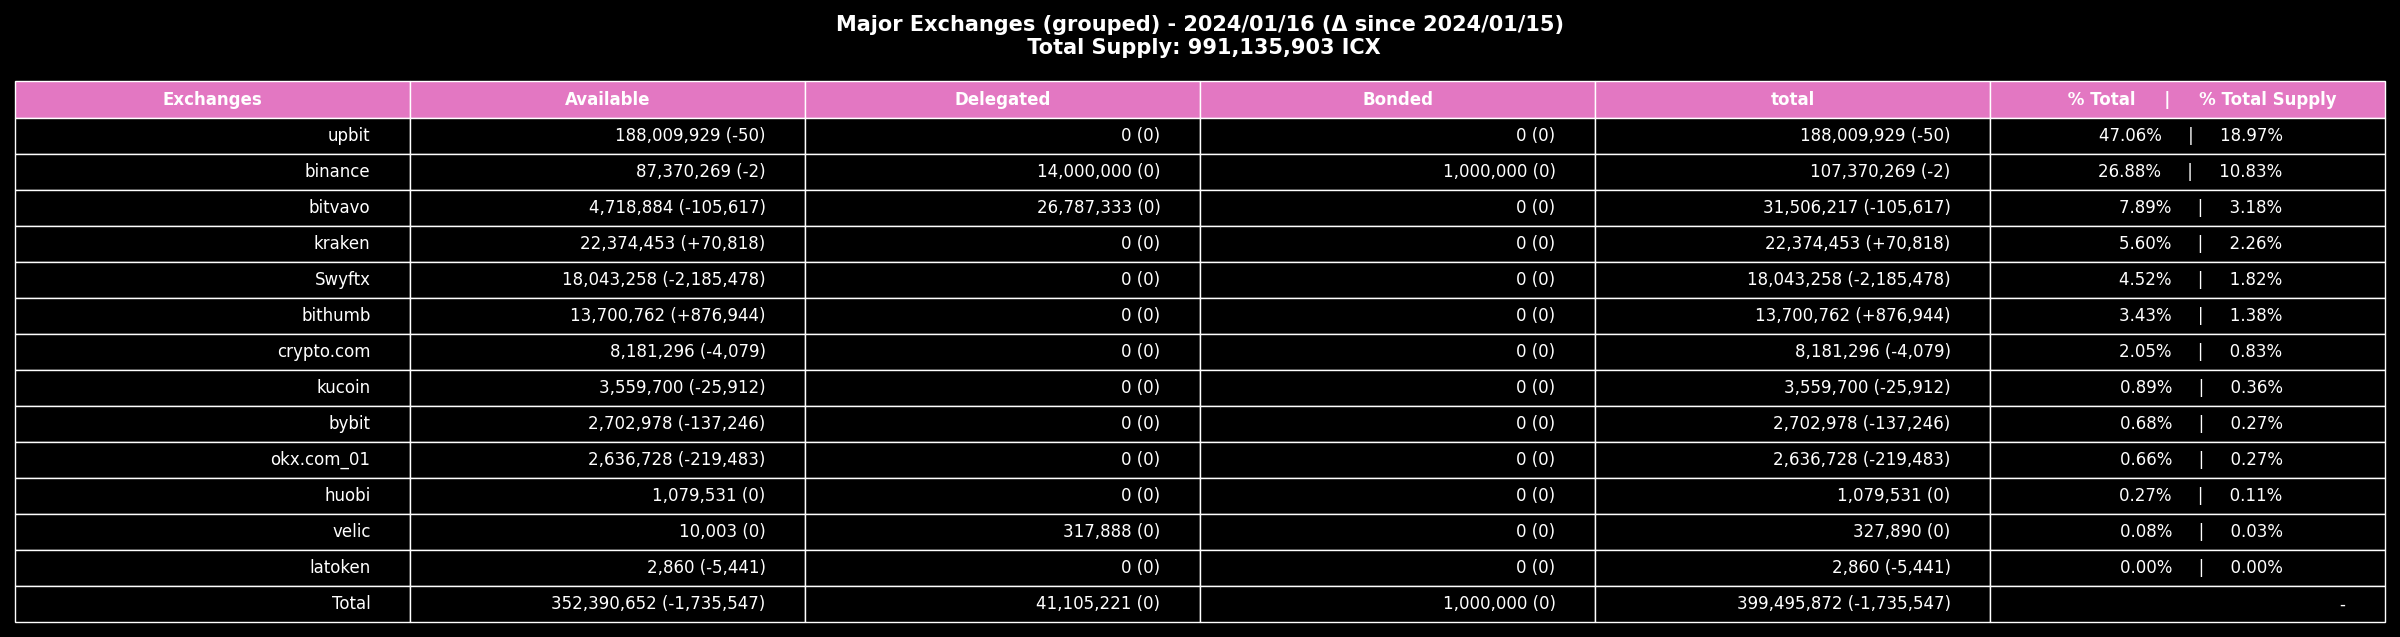 Major Exchanges (grouped) - 2024/01/16 (Δ since 2024/01/15)
Total Supply: 991,135,903 ICX
Exchanges Available Delegated Bonded total % Total | % Total Supply
upbit 188,009,929 (-50) 0 (0) 0 (0) 188,009,929 (-50) 47.06% | 18.97%
binance 87,370,269 (-2) 14,000,000 (0) 1,000,000 (0) 107,370,269 (-2) 26.88% | 10.83%
bitvavo 4,718,884 (-105,617) 26,787,333 (0) 0 (0) 31,506,217 (-105,617) 7.89% | 3.18%
kraken 22,374,453 (+70,818) 0 (0) 0 (0) 22,374,453 (+70,818) 5.60% | 2.26%
Swyftx 18,043,258 (-2,185,478) 0 (0) 0 (0) 18,043,258 (-2,185,478) 4.52% | 1.82%
bithumb 13,700,762 (+876,944) 0 (0) 0 (0) 13,700,762 (+876,944) 3.43% | 1.38%
crypto.com 8,181,296 (-4,079) 0 (0) 0 (0) 8,181,296 (-4,079) 2.05% | 0.83%
kucoin 3,559,700 (-25,912) 0 (0) 0 (0) 3,559,700 (-25,912) 0.89% | 0.36%
bybit 2,702,978 (-137,246) 0 (0) 0 (0) 2,702,978 (-137,246) 0.68% | 0.27%
okx.com_01 2,636,728 (-219,483) 0 (0) 0 (0) 2,636,728 (-219,483) 0.66% | 0.27%
huobi 1,079,531 (0) 0 (0) 0 (0) 1,079,531 (0) 0.27% | 0.11%
velic 10,003 (0) 317,888 (0) 0 (0) 327,890 (0) 0.08% | 0.03%
latoken 2,860 (-5,441) 0 (0) 0 (0) 2,860 (-5,441) 0.00% | 0.00%
Total 352,390,652 (-1,735,547) 41,105,221 (0) 1,000,000 (0) 399,495,872 (-1,735,547) -